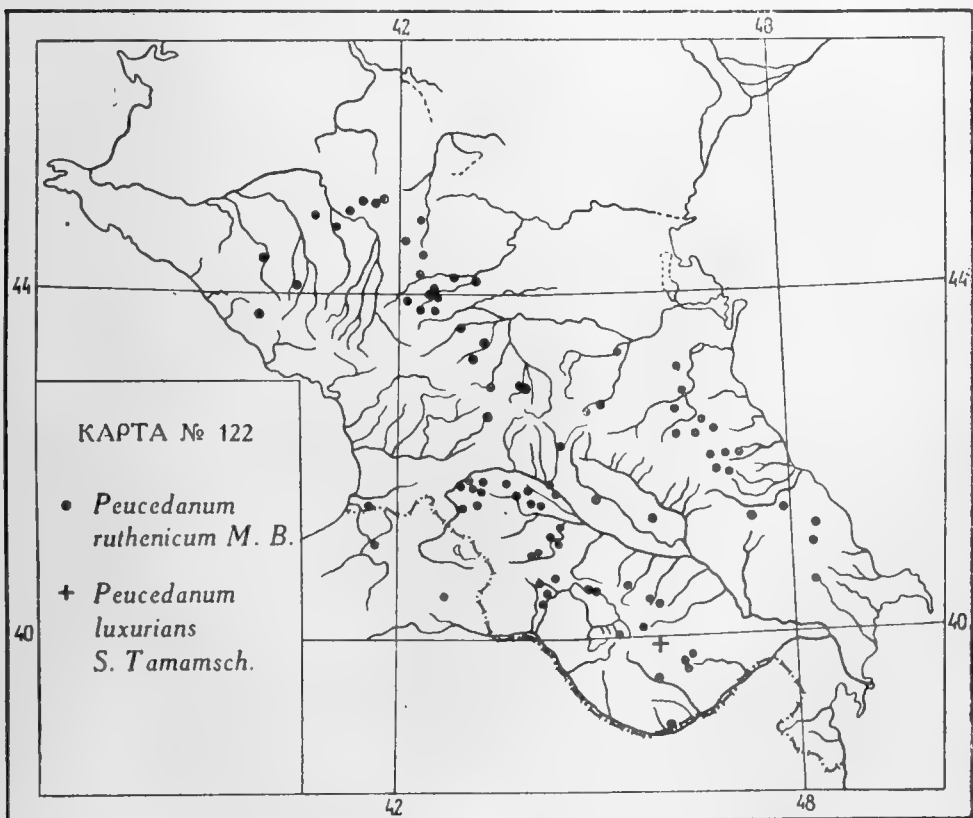 42 48
44 44
КАРТА № 122
• Peucedanum
ruthenicum M. B.
+ Peucedanum
luxurians
S. Tamamsch.
40 40
42 48